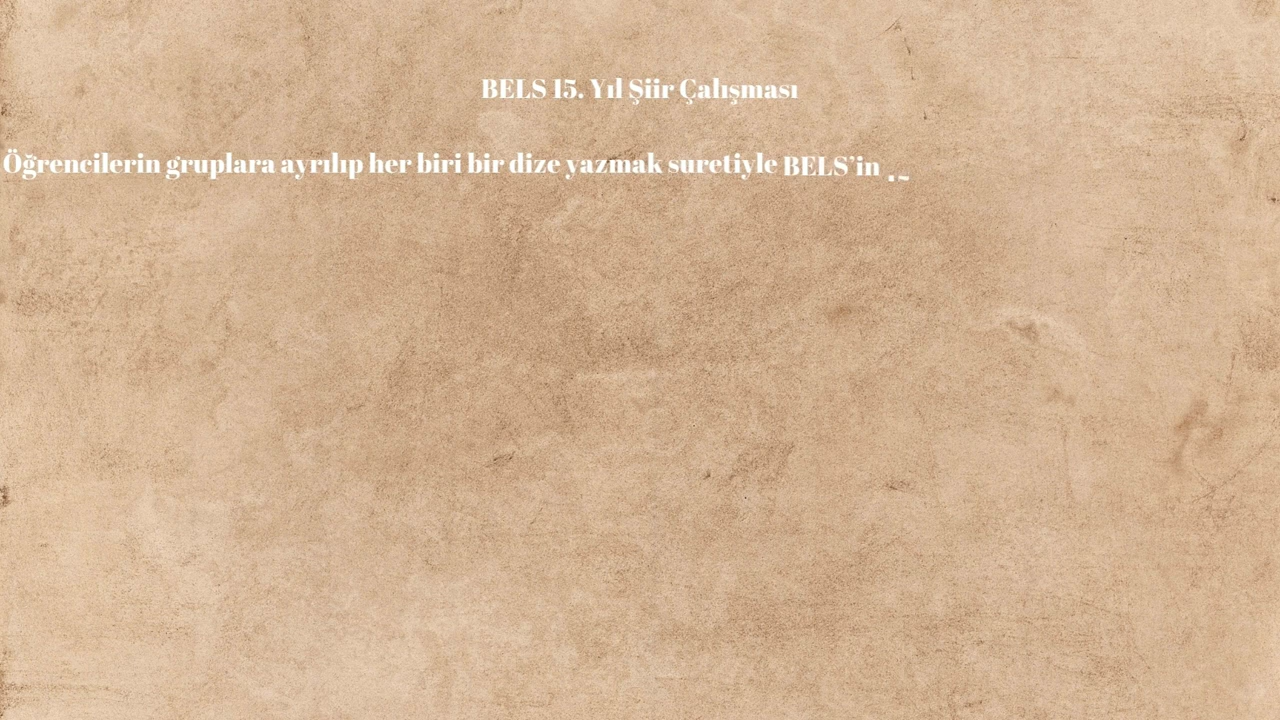 BELS 15. Yıl Şiir Çalışması
Öğrencilerin gruplara ayrılıp her biri bir dize yazmak suretiyle BELS’in